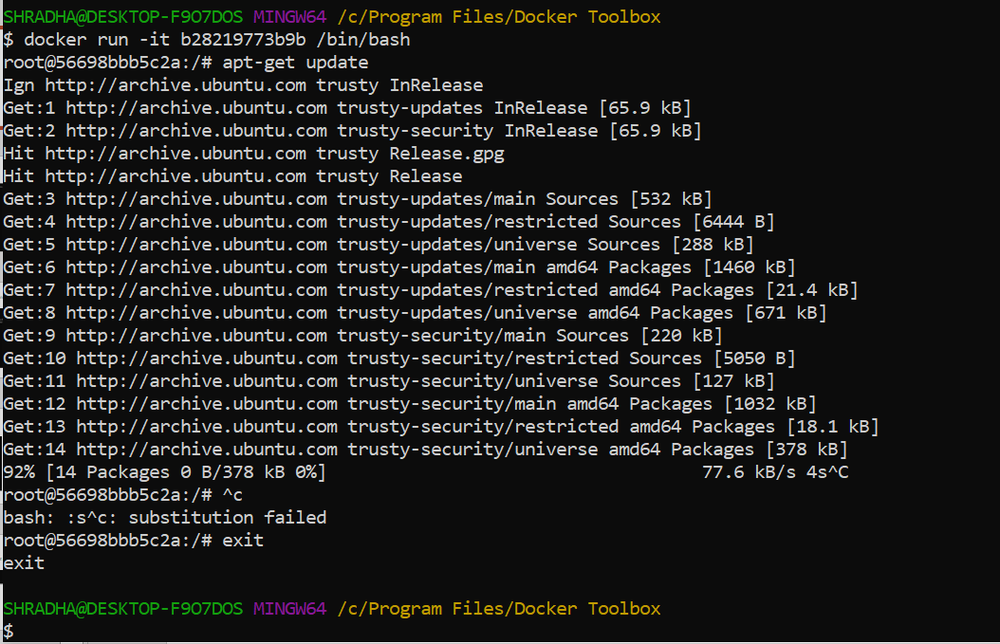 SHRADHA@DESKTOP-F9O7DOS MINGW64 /c/Program Files/Docker Toolbox
$ docker run -it b28219773b9b /bin/bash
root@56698bbb5c2a:/# apt-get update
Ign http://archive.ubuntu.com trusty InRelease
Get:1 http://archive.ubuntu.com trusty-updates InRelease [65.9 kB]
Get:2 http://archive.ubuntu.com trusty-security InRelease [65.9 kB]
Hit http://archive.ubuntu.com trusty Release.gpg
Hit http://archive.ubuntu.com trusty Release
Get:3 http://archive.ubuntu.com trusty-updates/main Sources [532 kB]
Get:4 http://archive.ubuntu.com trusty-updates/restricted Sources [6444 B]
Get:5 http://archive.ubuntu.com trusty-updates/universe Sources [288 kB]
Get:6 http://archive.ubuntu.com trusty-updates/main amd64 Packages [1460 kB]
Get:7 http://archive.ubuntu.com trusty-updates/restricted amd64 Packages [21.4 kB]
Get:8 http://archive.ubuntu.com trusty-updates/universe amd64 Packages [671 kB]
Get:9 http://archive.ubuntu.com trusty-security/main Sources [220 kB]
Get:10 http://archive.ubuntu.com trusty-security/restricted Sources [5050 B]
Get:11 http://archive.ubuntu.com trusty-security/universe Sources [127 kB]
Get:12 http://archive.ubuntu.com trusty-security/main amd64 Packages [1032 kB]
Get:13 http://archive.ubuntu.com trusty-security/restricted amd64 Packages [18.1 kB]
Get:14 http://archive.ubuntu.com trusty-security/universe amd64 Packages [378 kB]
92% [14 Packages 0 B/378 kB 0%] 77.6 kB/s 4s^C
root@56698bbb5c2a:/# ^c
bash: :s^c: substitution failed
root@56698bbb5c2a:/# exit
exit
SHRADHA@DESKTOP-F9O7DOS MINGW64 /c/Program Files/Docker Toolbox
$